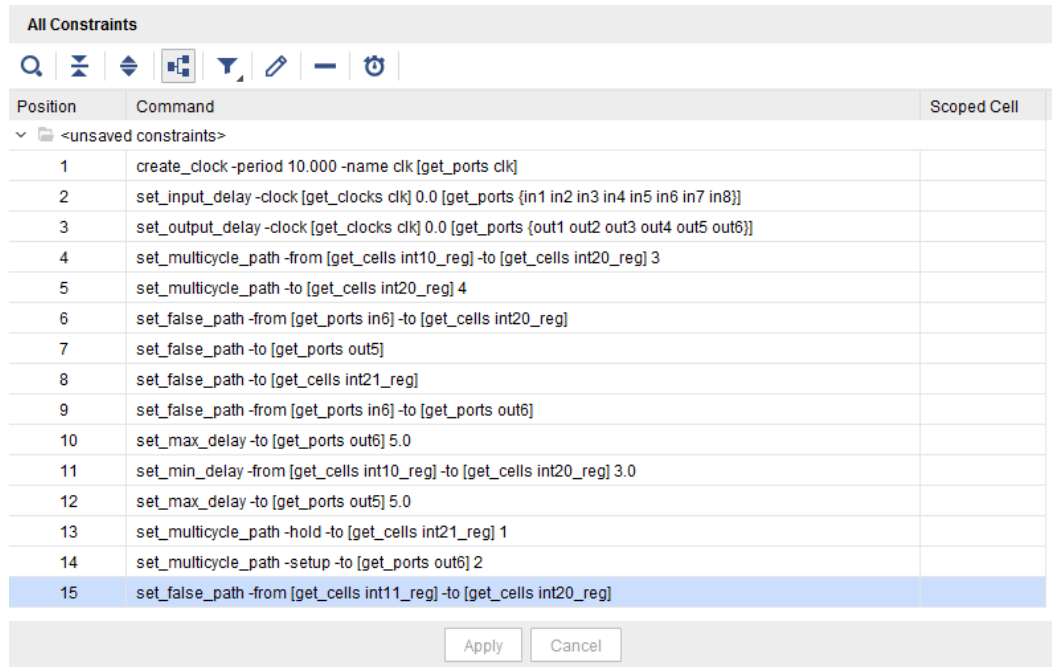 All Constraints
Position Command Scoped Cell
<unsaved constraints>
1 create_clock -period 10.000 -name clk [get_ports clk]
2 set_input_delay -clock [get_clocks clk] 0.0 [get_ports {in1 in2 in3 in4 in5 in6 in7 in8}]
3 set_output_delay -clock [get_clocks clk] 0.0 [get_ports {out1 out2 out3 out4 out5 out6}]
4 set_multicycle_path -from [get_cells int10_reg] -to [get_cells int20_reg] 3
5 set_multicycle_path -to [get_cells int20_reg] 4
6 set_false_path -from [get_ports in6] -to [get_cells int20_reg]
7 set_false_path -to [get_ports out5]
8 set_false_path -to [get_cells int21_reg]
9 set_false_path -from [get_ports in6] -to [get_ports out6]
10 set_max_delay -to [get_ports out6] 5.0
11 set_min_delay -from [get_cells int10_reg] -to [get_cells int20_reg] 3.0
12 set_max_delay -to [get_ports out5] 5.0
13 set_multicycle_path -hold -to [get_cells int21_reg] 1
14 set_multicycle_path -setup -to [get_ports out6] 2
15 set_false_path -from [get_cells int11_reg] -to [get_cells int20_reg]
Apply Cancel